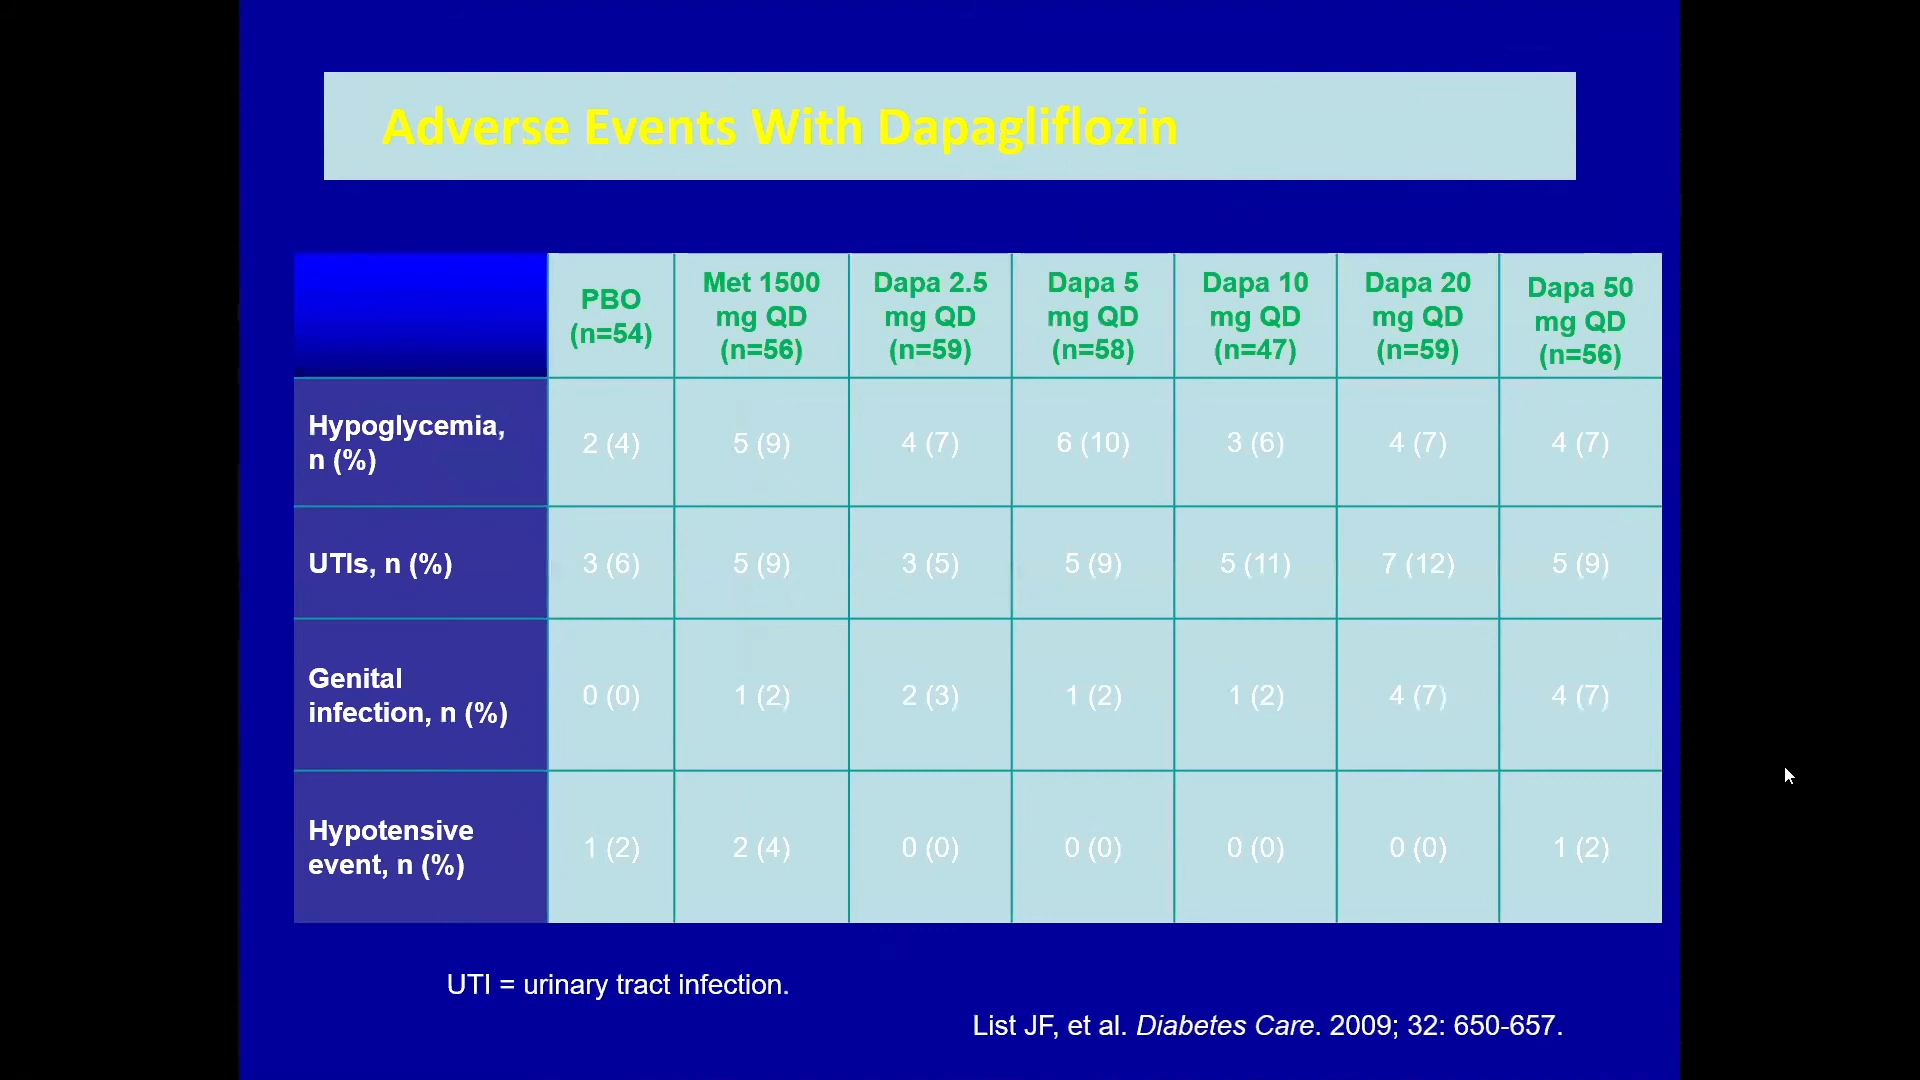 Adverse Events With Dapagliflozin
PBO (n=54) Met 1500 mg QD (n=56) Dapa 2.5 mg QD (n=59) Dapa 5 mg QD (n=58) Dapa 10 mg QD (n=47) Dapa 20 mg QD (n=59) Dapa 50 mg QD (n=56)
Hypoglycemia, n (%) 2 (4) 5 (9) 4 (7) 6 (10) 3 (6) 4 (7) 4 (7)
UTIs, n (%) 3 (6) 5 (9) 3 (5) 5 (9) 5 (11) 7 (12) 5 (9)
Genital infection, n (%) 0 (0) 1 (2) 2 (3) 1 (2) 1 (2) 4 (7) 4 (7)
Hypotensive event, n (%) 1 (2) 2 (4) 0 (0) 0 (0) 0 (0) 0 (0) 1 (2)
UTI = urinary tract infection.
List JF, et al. Diabetes Care. 2009; 32: 650-657.